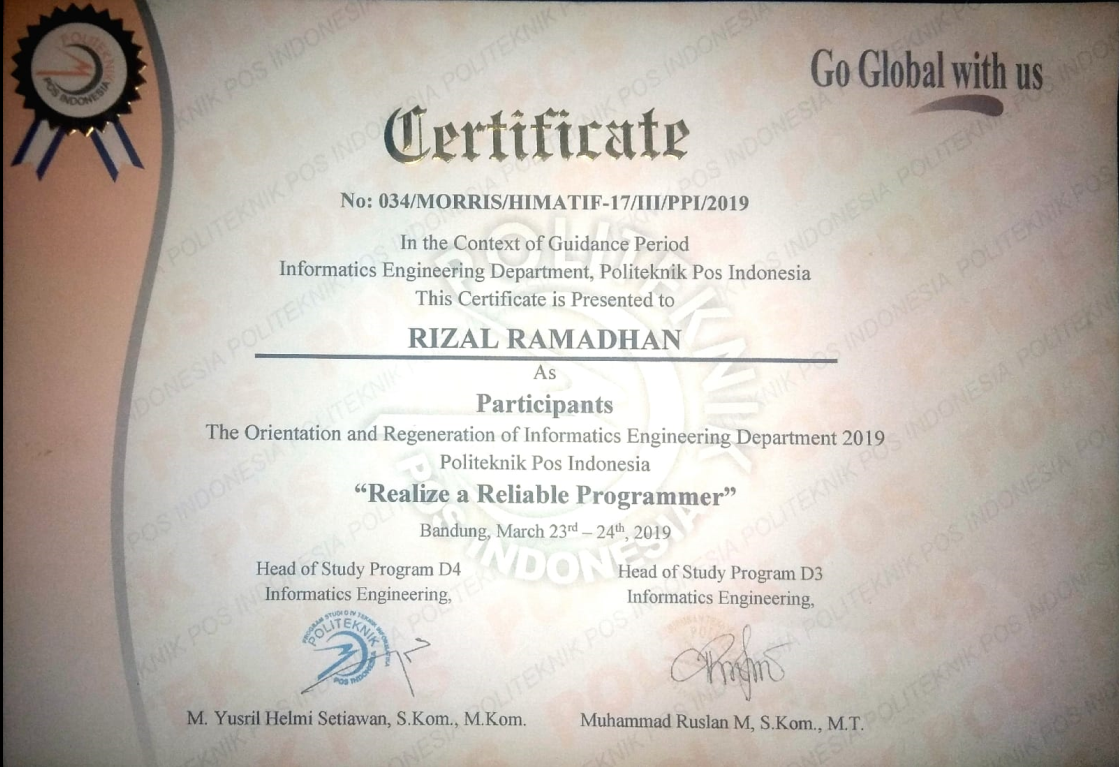 POLITEKNIK
POS INDONESIA
Go Global with us
Certificate
No: 034/MORRIS/HIMATIF-17/III/PPI/2019
In the Context of Guidance Period
Informatics Engineering Department, Politeknik Pos Indonesia
This Certificate is Presented to
RIZAL RAMADHAN
As
Participants
The Orientation and Regeneration of Informatics Engineering Department 2019
Politeknik Pos Indonesia
“Realize a Reliable Programmer”
Bandung, March 23rd – 24th, 2019
Head of Study Program D4
Informatics Engineering,
Head of Study Program D3
Informatics Engineering,
POLITEKNIK
POS INDONESIA
M. Yusril Helmi Setiawan, S.Kom., M.Kom.
Muhammad Ruslan M, S.Kom., M.T.